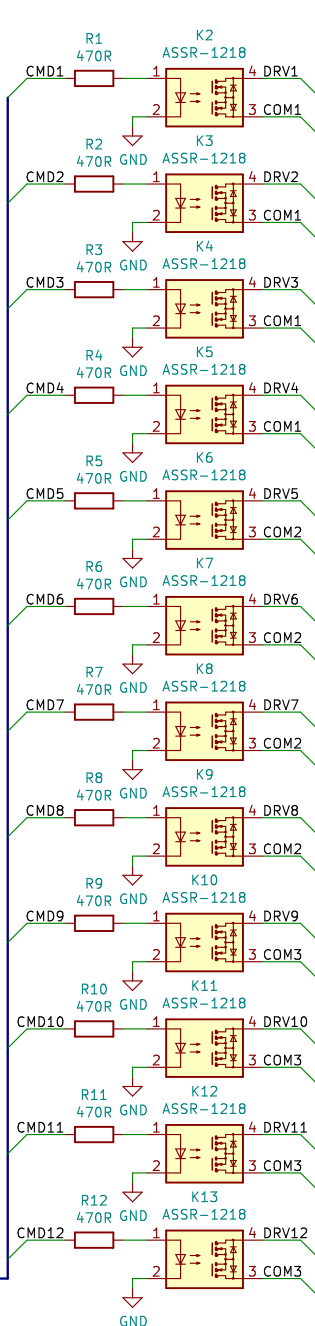 R1 K2
470R ASSR-1218
CMD1 1 4 DRV1
2 3 COM1
GND
R2 K3
470R ASSR-1218
CMD2 1 4 DRV2
2 3 COM1
GND
R3 K4
470R ASSR-1218
CMD3 1 4 DRV3
2 3 COM1
GND
R4 K5
470R ASSR-1218
CMD4 1 4 DRV4
2 3 COM1
GND
R5 K6
470R ASSR-1218
CMD5 1 4 DRV5
2 3 COM2
GND
R6 K7
470R ASSR-1218
CMD6 1 4 DRV6
2 3 COM2
GND
R7 K8
470R ASSR-1218
CMD7 1 4 DRV7
2 3 COM2
GND
R8 K9
470R ASSR-1218
CMD8 1 4 DRV8
2 3 COM2
GND
R9 K10
470R ASSR-1218
CMD9 1 4 DRV9
2 3 COM3
GND
R10 K11
470R ASSR-1218
CMD10 1 4 DRV10
2 3 COM3
GND
R11 K12
470R ASSR-1218
CMD11 1 4 DRV11
2 3 COM3
GND
R12 K13
470R ASSR-1218
CMD12 1 4 DRV12
2 3 COM3
GND